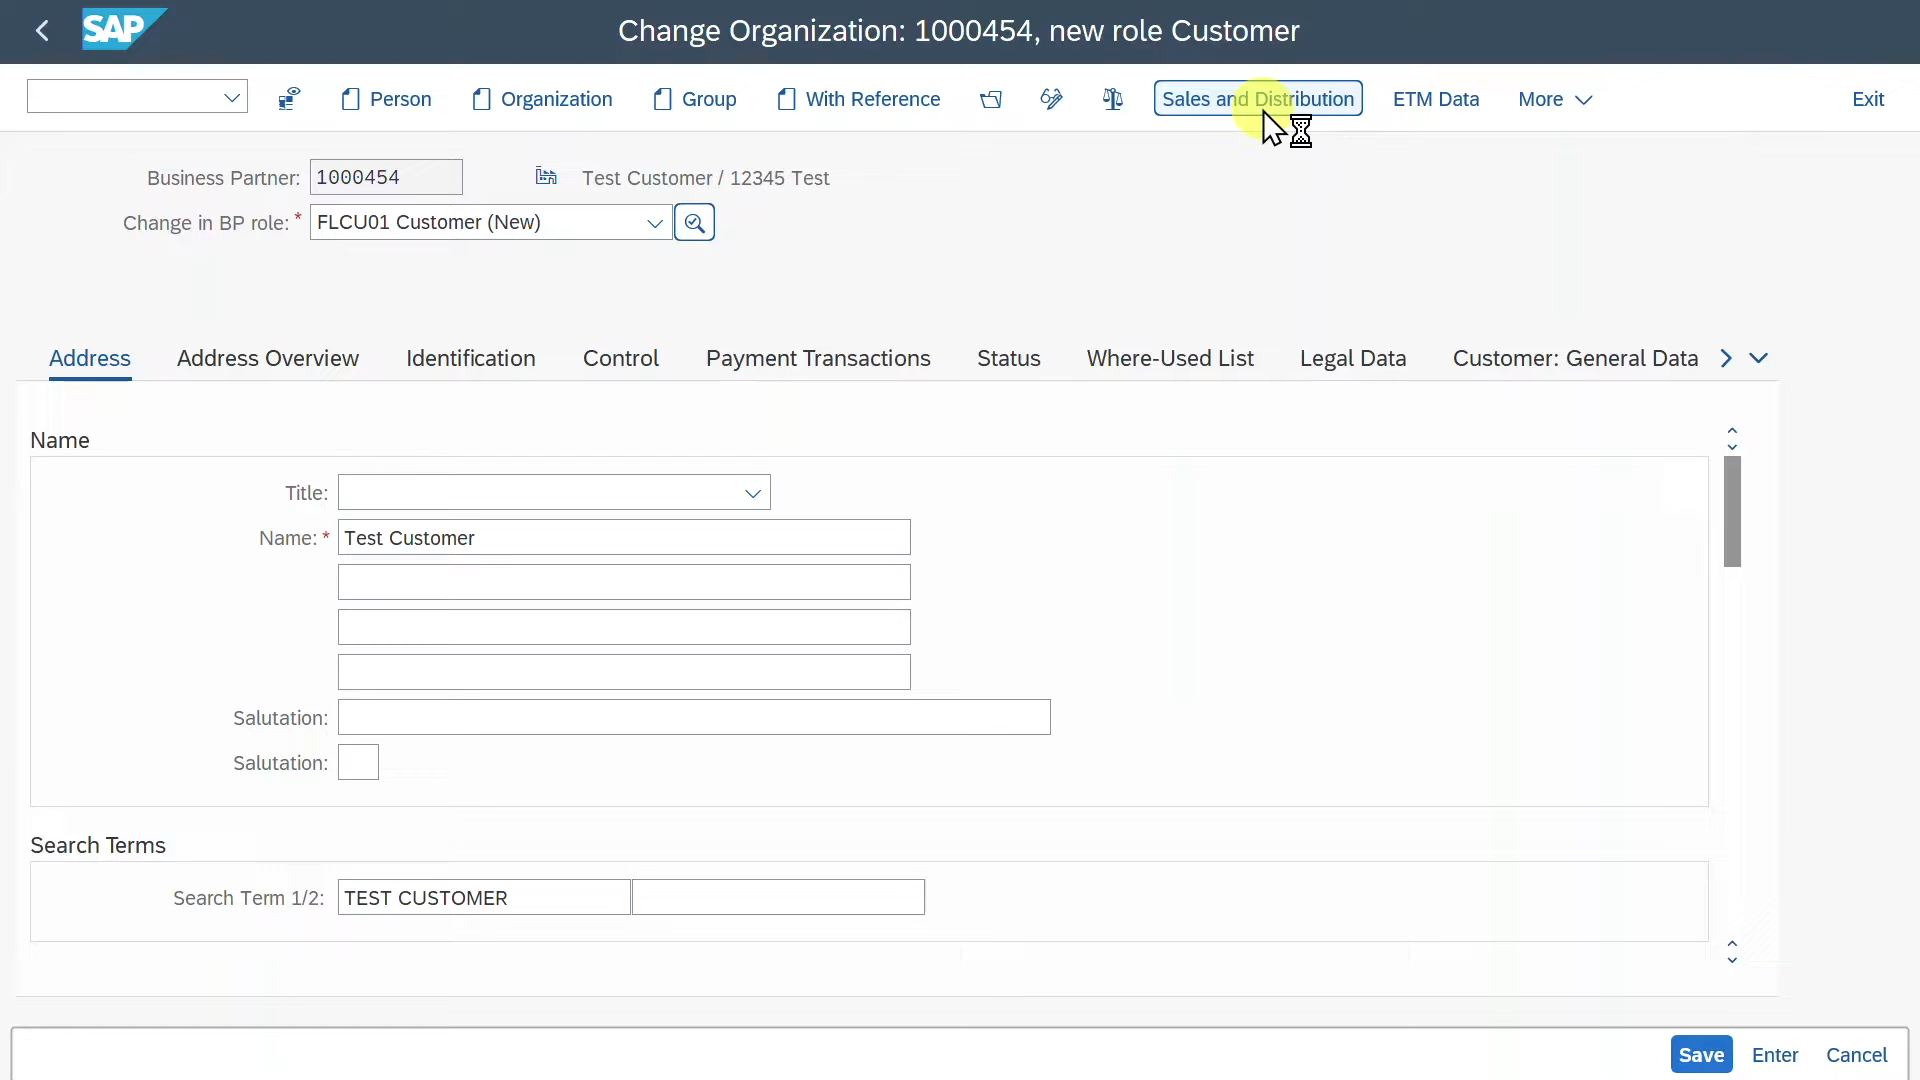 SAP
Change Organization: 1000454, new role Customer
Person
Organization
Group
With Reference
Sales and Distribution
ETM Data
More
Exit
Business Partner: 1000454 Test Customer / 12345 Test
Change in BP role: * FLCU01 Customer (New)
Address
Address Overview
Identification
Control
Payment Transactions
Status
Where-Used List
Legal Data
Customer: General Data
Name
Title:
Name: * Test Customer
Salutation:
Salutation:
Search Terms
Search Term 1/2: TEST CUSTOMER
Save
Enter
Cancel